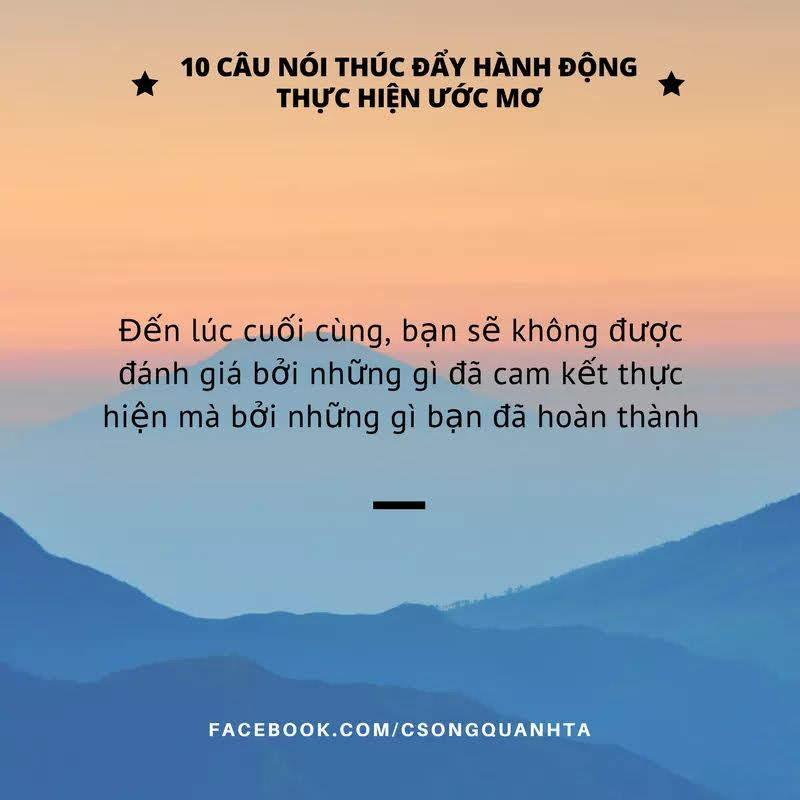 10 CÂU NÓI THÚC ĐẨY HÀNH ĐỘNG
THỰC HIỆN ƯỚC MƠ
Đến lúc cuối cùng, bạn sẽ không được
đánh giá bởi những gì đã cam kết thực
hiện mà bởi những gì bạn đã hoàn thành
FACEBOOK.COM/CSONGQUANHTA